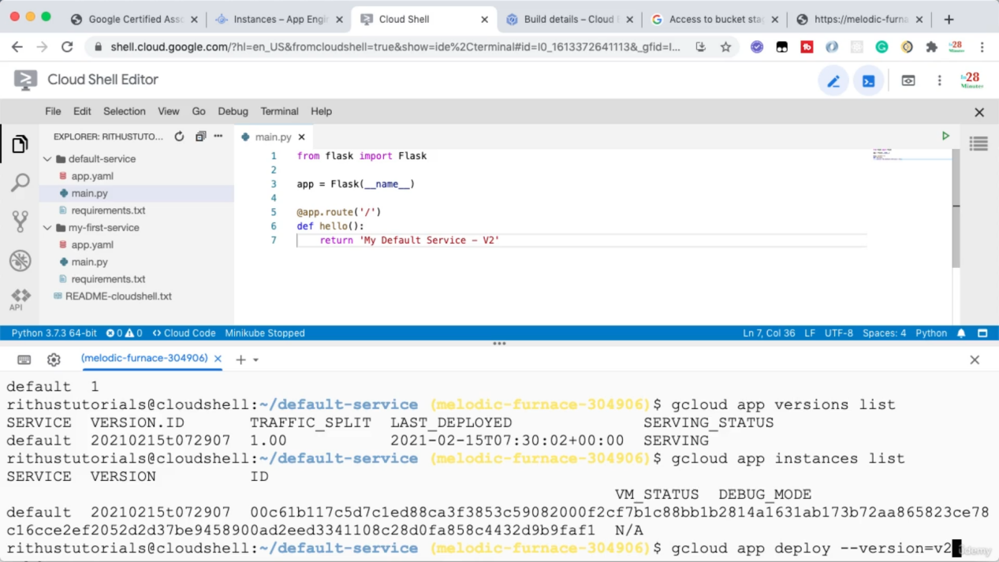 Google Certified Asso
Instances – App Engin
Cloud Shell
Build details – Cloud B
Access to bucket stag
https://melodic-furna
shell.cloud.google.com/?hl=en_US&fromcloudshell=true&show=ide%2Cterminal#id=I0_1613372641113&_gfid=I...
Cloud Shell Editor
in28
Minutes
File Edit Selection View Go Debug Terminal Help
EXPLORER: RITHUSTUTO...
main.py
default-service
app.yaml
main.py
requirements.txt
my-first-service
app.yaml
main.py
requirements.txt
README-cloudshell.txt
API
1 from flask import Flask
2
3 app = Flask(__name__)
4
5 @app.route('/')
6 def hello():
7 return 'My Default Service - V2'
Python 3.7.3 64-bit 0 0 Cloud Code Minikube Stopped Ln 7, Col 36 LF UTF-8 Spaces: 4 Python
(melodic-furnace-304906)
default 1
rithustutorials@cloudshell:~/default-service (melodic-furnace-304906)$ gcloud app versions list
SERVICE VERSION.ID TRAFFIC_SPLIT LAST_DEPLOYED SERVING_STATUS
default 20210215t072907 1.00 2021-02-15T07:30:02+00:00 SERVING
rithustutorials@cloudshell:~/default-service (melodic-furnace-304906)$ gcloud app instances list
SERVICE VERSION ID
VM_STATUS DEBUG_MODE
default 20210215t072907 00c61b117c5d7c1ed88ca3f3853c59082000f2cf7b1c88bb1b2814a1631ab173b72aa865823ce78
c16cce2ef2052d2d37be9458900ad2eed3341108c28d0fa858c4432d9b9faf1 N/A
rithustutorials@cloudshell:~/default-service (melodic-furnace-304906)$ gcloud app deploy --version=v2
udemy